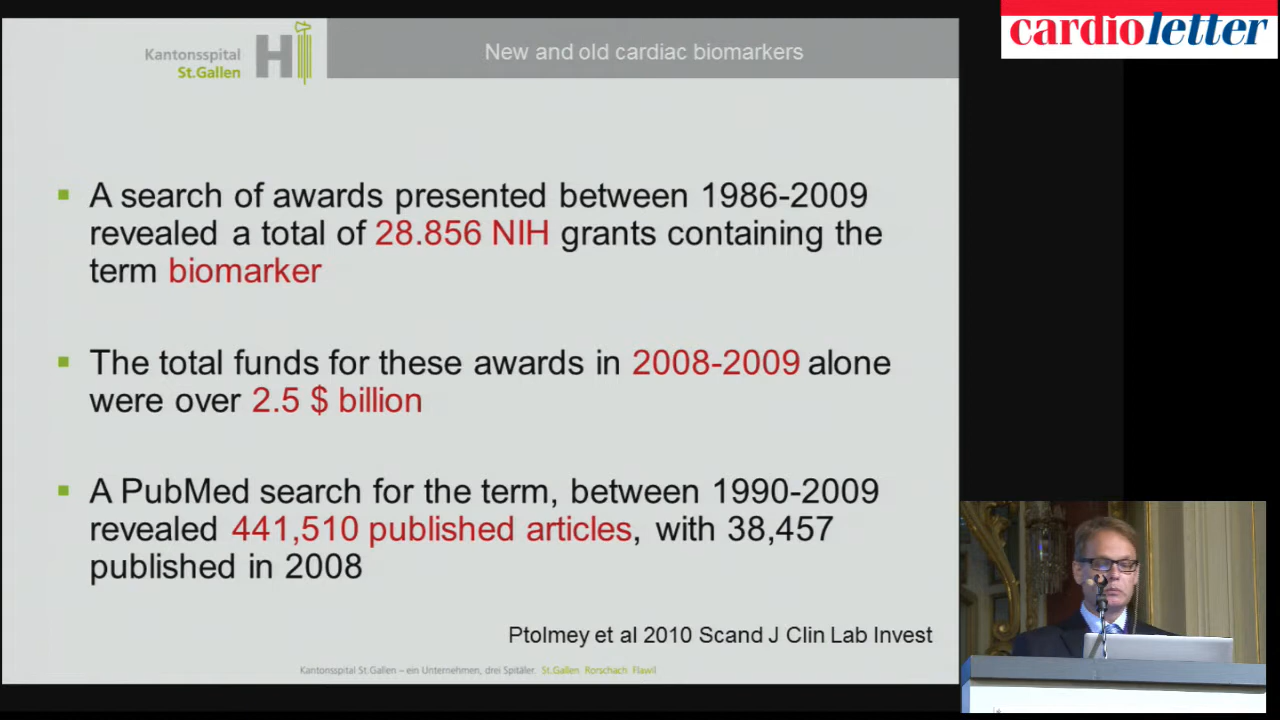 cardioletter
Kantonsspital
St.Gallen
H
New and old cardiac biomarkers
A search of awards presented between 1986-2009
revealed a total of 28.856 NIH grants containing the
term biomarker
The total funds for these awards in 2008-2009 alone
were over 2.5 $ billion
A PubMed search for the term, between 1990-2009
revealed 441,510 published articles, with 38,457
published in 2008
Ptolmey et al 2010 Scand J Clin Lab Invest
Kantonsspital St.Gallen – ein Unternehmen, drei Spitäler. St.Gallen Rorschach Flawil